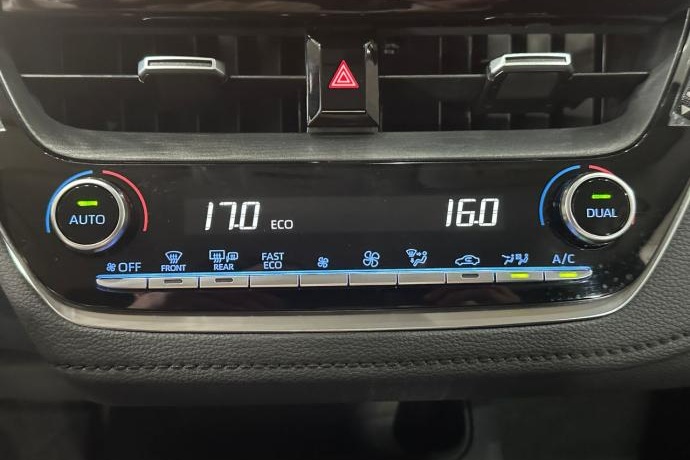 AUTO
17.0 ECO
16.0
DUAL
OFF
FRONT
REAR
FAST
ECO
A/C